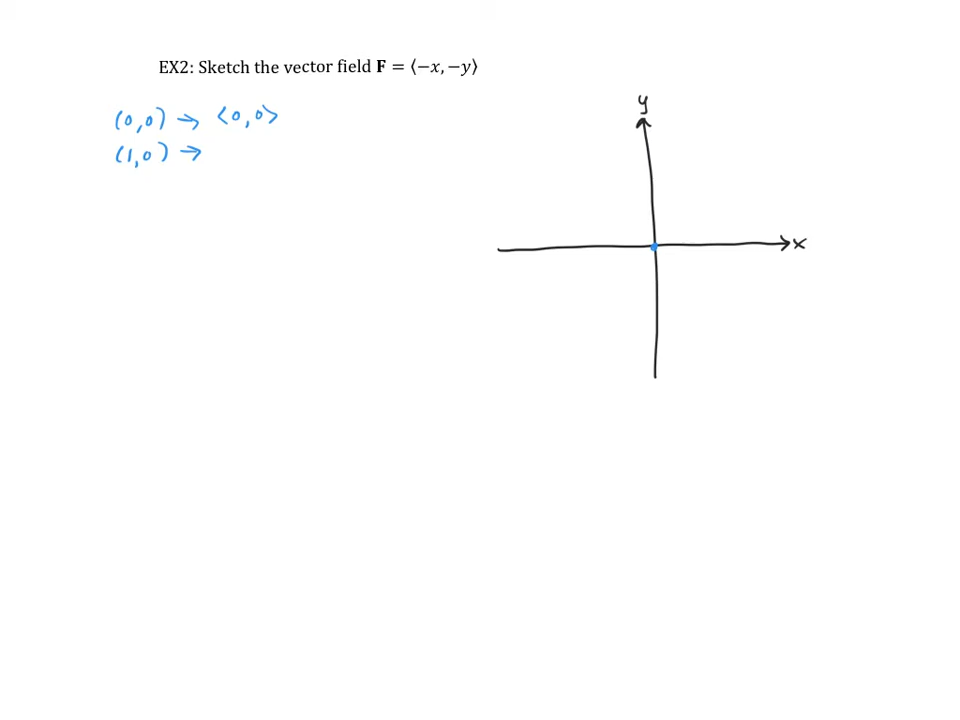 EX2: Sketch the vector field F = ⟨−x, −y⟩
(0,0) → <0,0>
(1,0) →
y
x